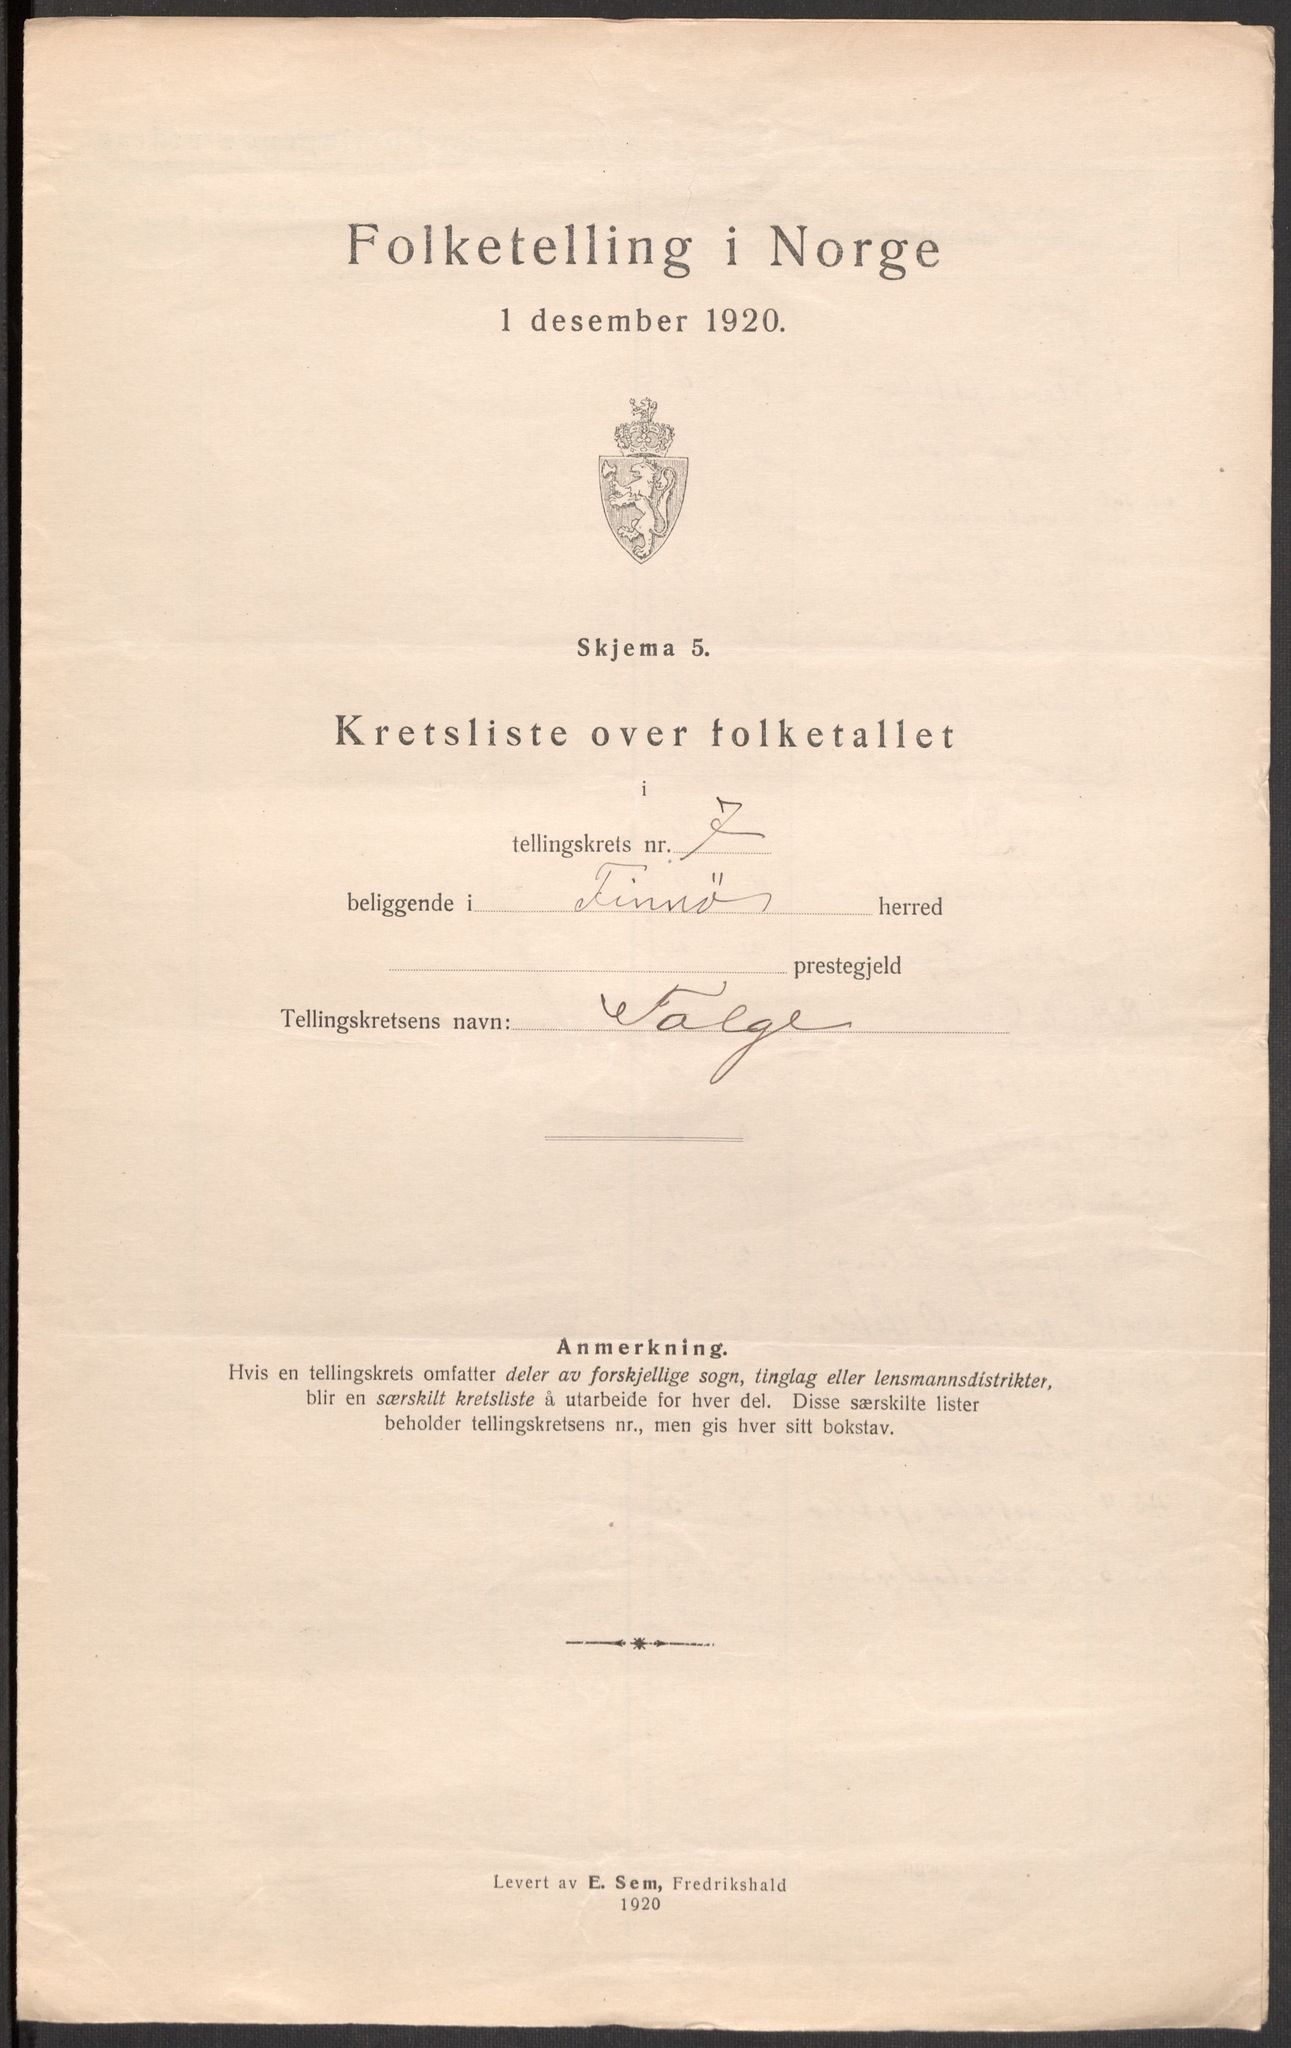 Folketelling i Norge
1 desember 1920.
Skjema 5.
Kretsliste over folketallet
i
tellingskrets nr. 7
beliggende i Finnö herred
prestegjeld
Tellingskretsens navn: Talge
Anmerkning.
Hvis en tellingskrets omfatter deler av forskjellige sogn, tinglag eller lensmannsdistrikter,
blir en særskilt kretsliste å utarbeide for hver del. Disse særskilte lister
beholder tellingskretsens nr., men gis hver sitt bokstav.
Levert av E. Sem, Fredrikshald
1920